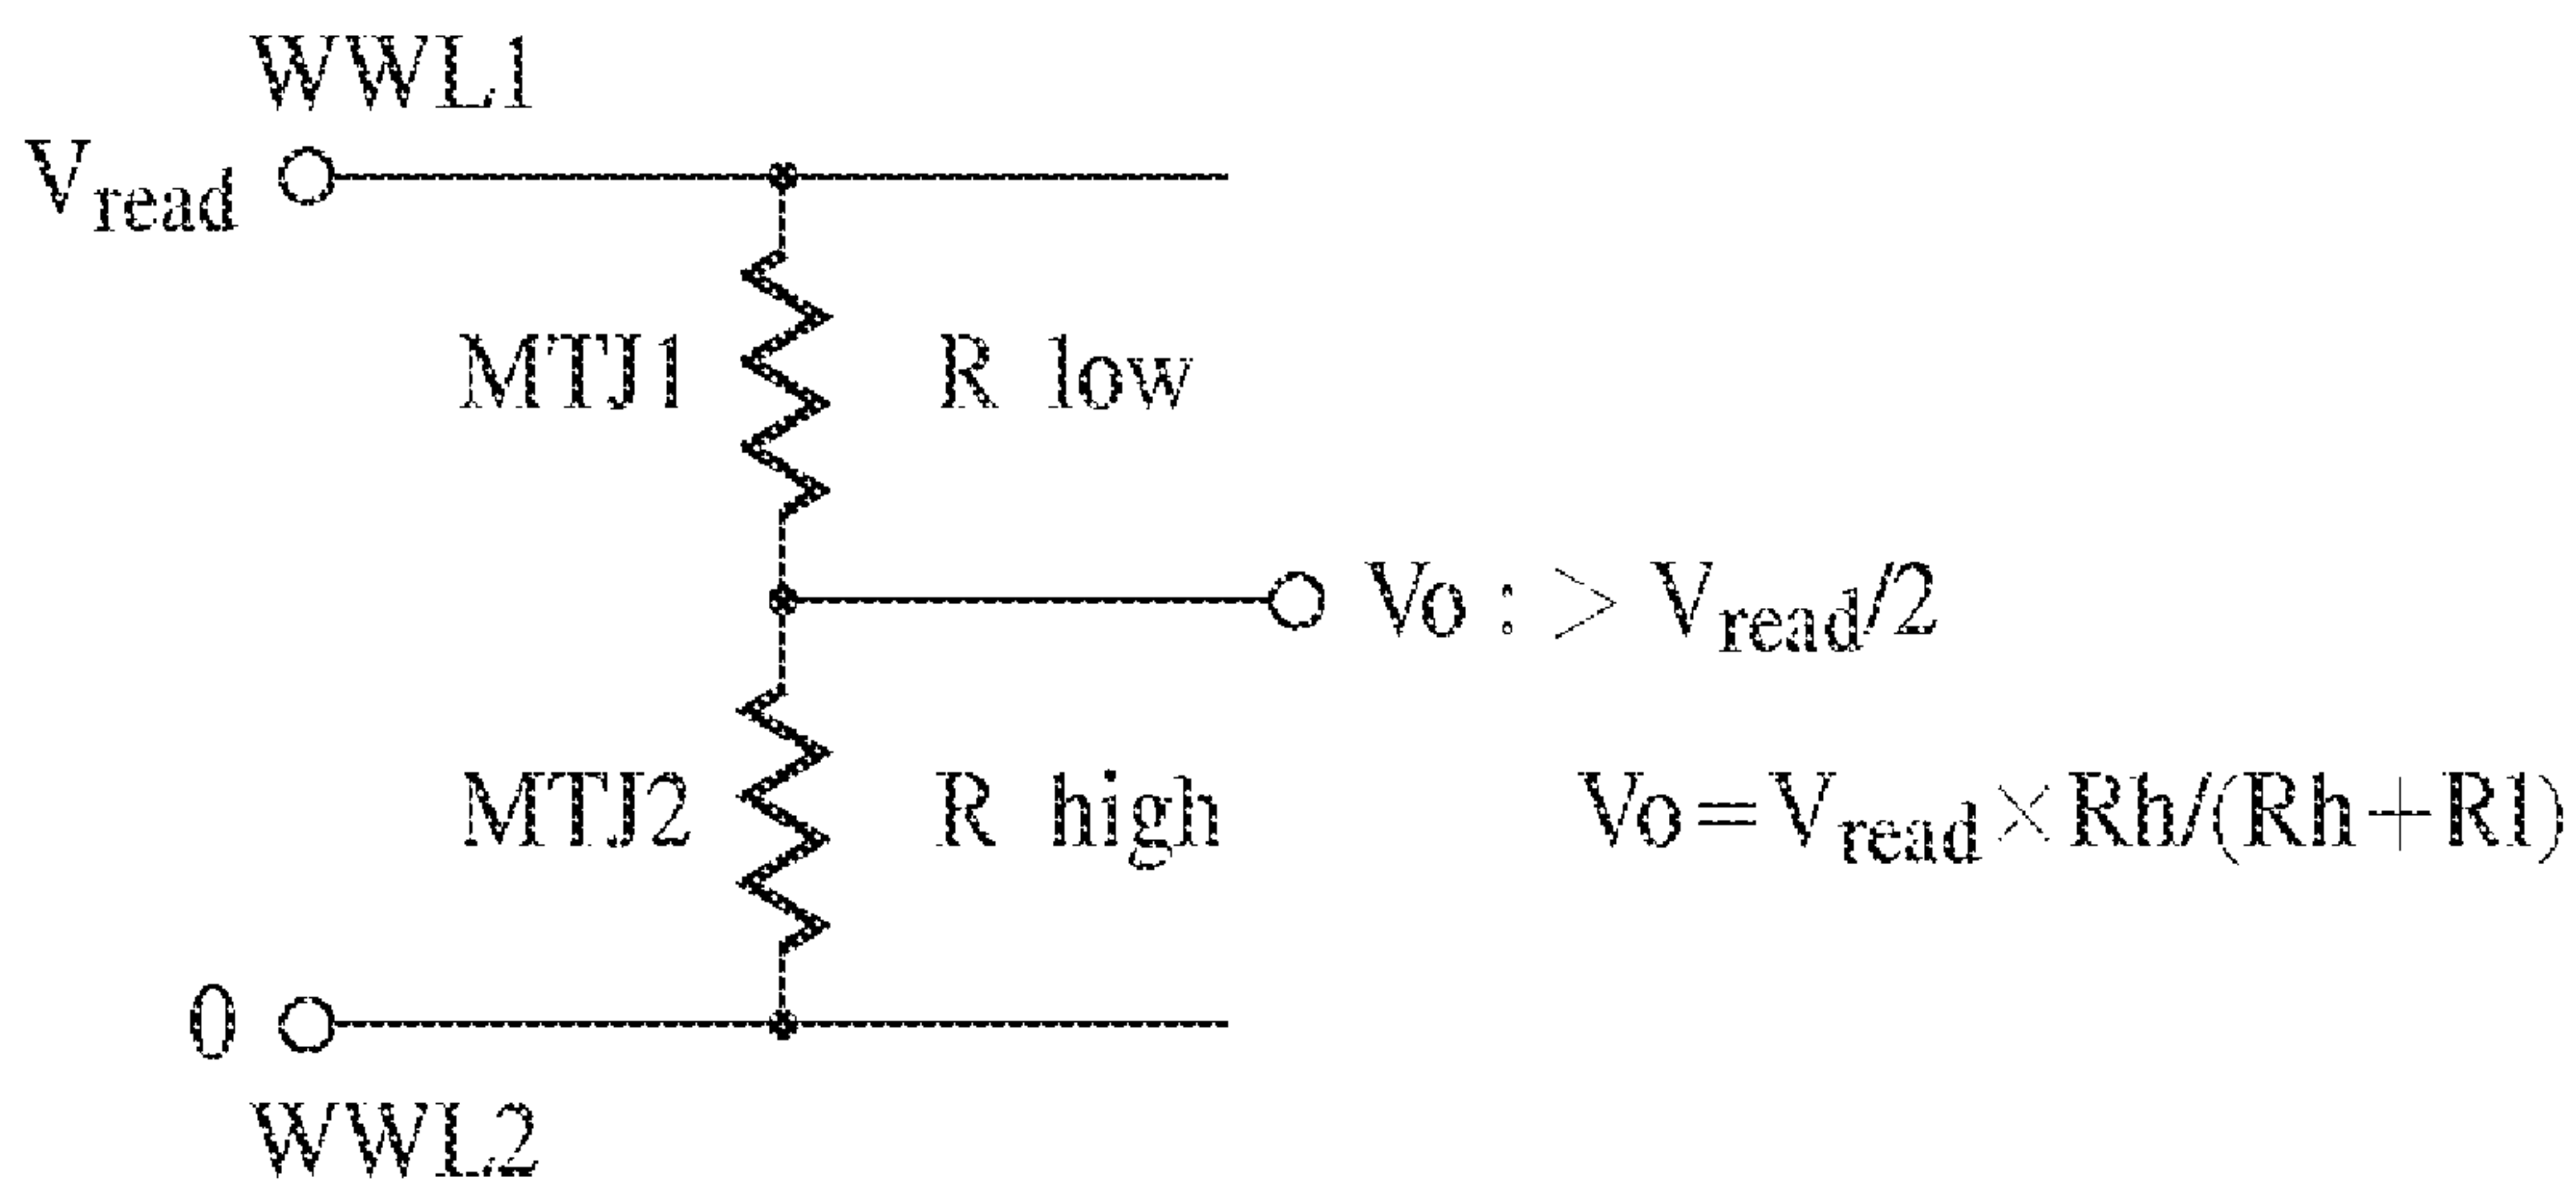 WWL1
Vread
MTJ1 R low
Vo : > Vread/2
MTJ2 R high Vo=Vread×Rh/(Rh+Rl)
0
WWL2